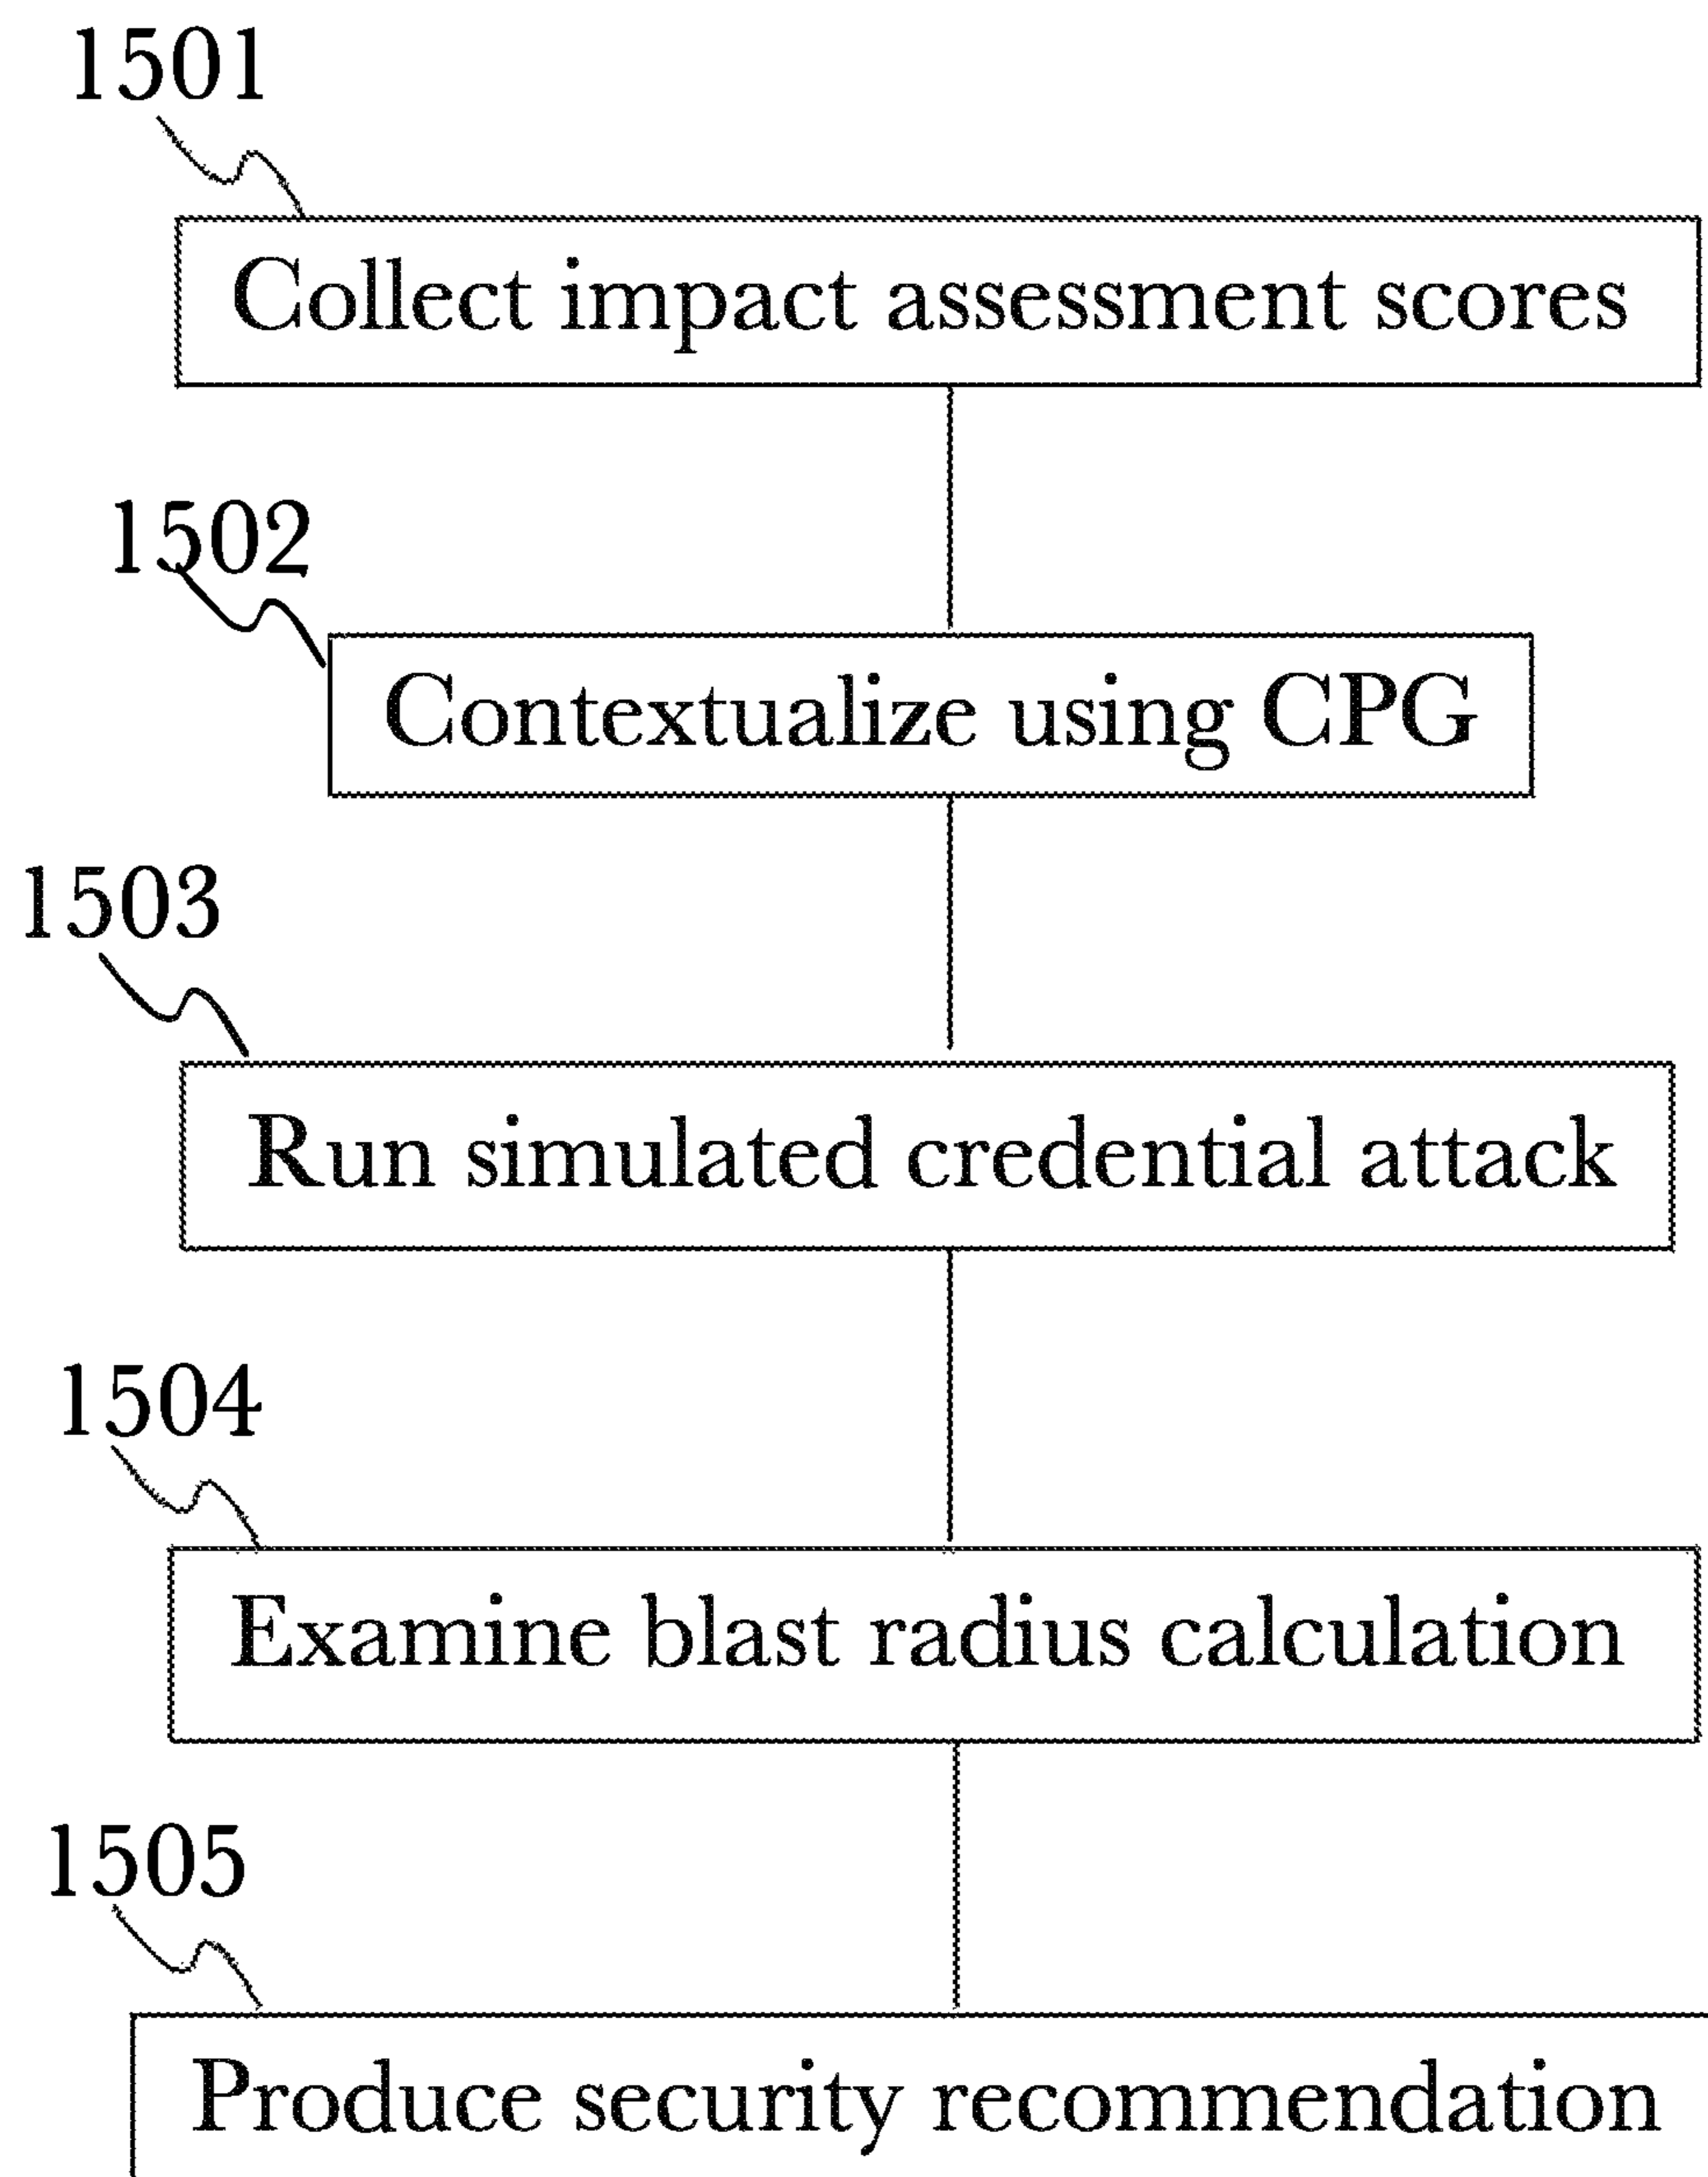 1501
Collect impact assessment scores
1502
Contextualize using CPG
1503
Run simulated credential attack
1504
Examine blast radius calculation
1505
Produce security recommendation